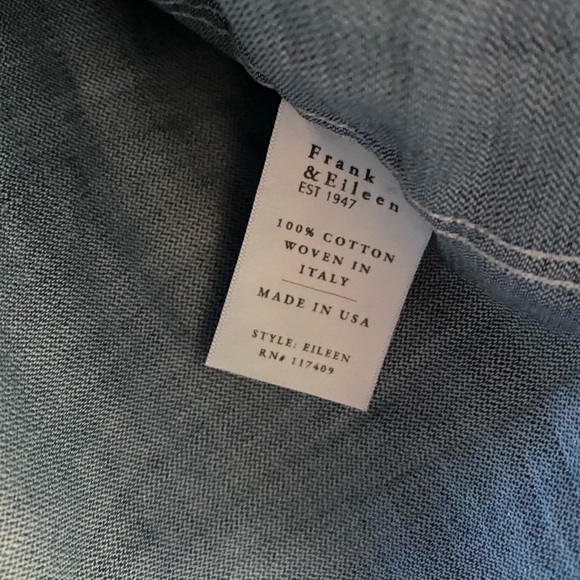 Frank
& Eileen
EST 1947
100% COTTON
WOVEN IN
ITALY
MADE IN USA
STYLE: EILEEN
RN# 117409